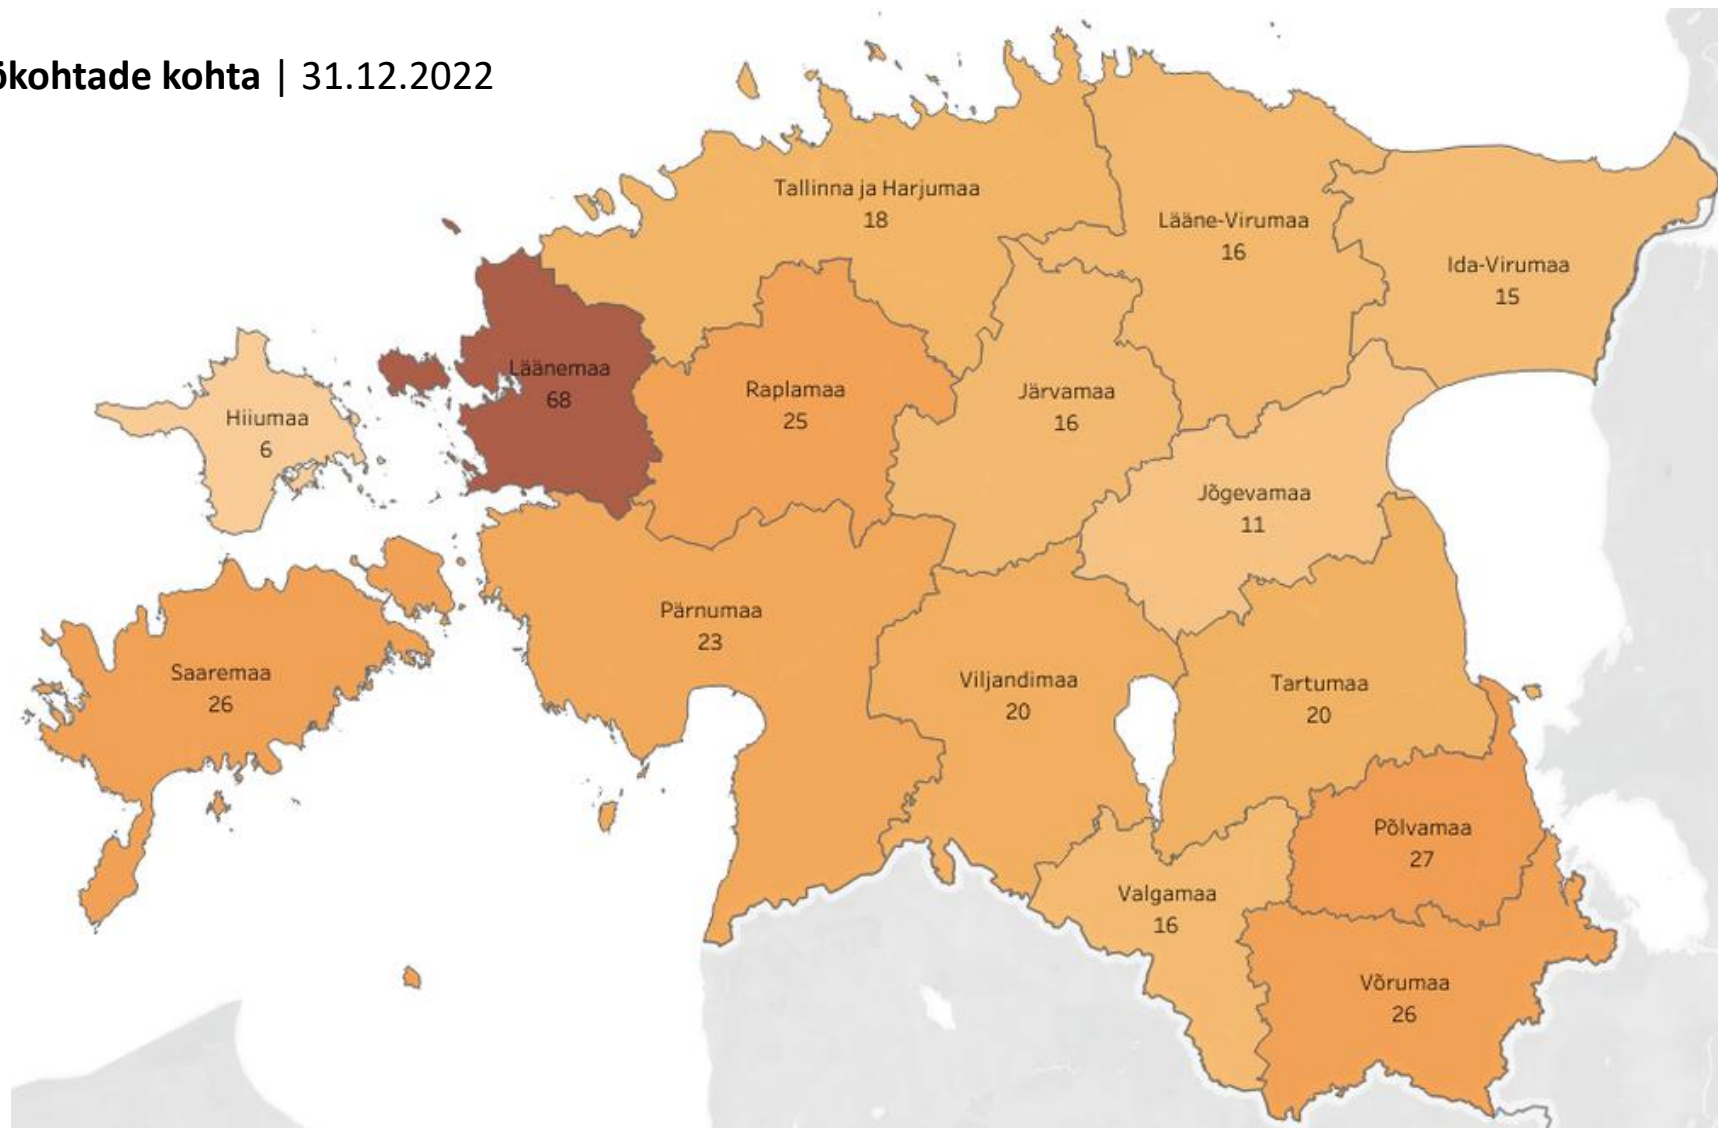 kohtade kohta | 31.12.2022
Tallinna ja Harjumaa
18
Lääne-Virumaa
16
Ida-Virumaa
15
Läänemaa
68
Raplamaa
25
Järvamaa
16
Hiiumaa
6
Jõgevamaa
11
Pärnumaa
23
Saaremaa
26
Viljandimaa
20
Tartumaa
20
Põlvamaa
27
Valgamaa
16
Võrumaa
26